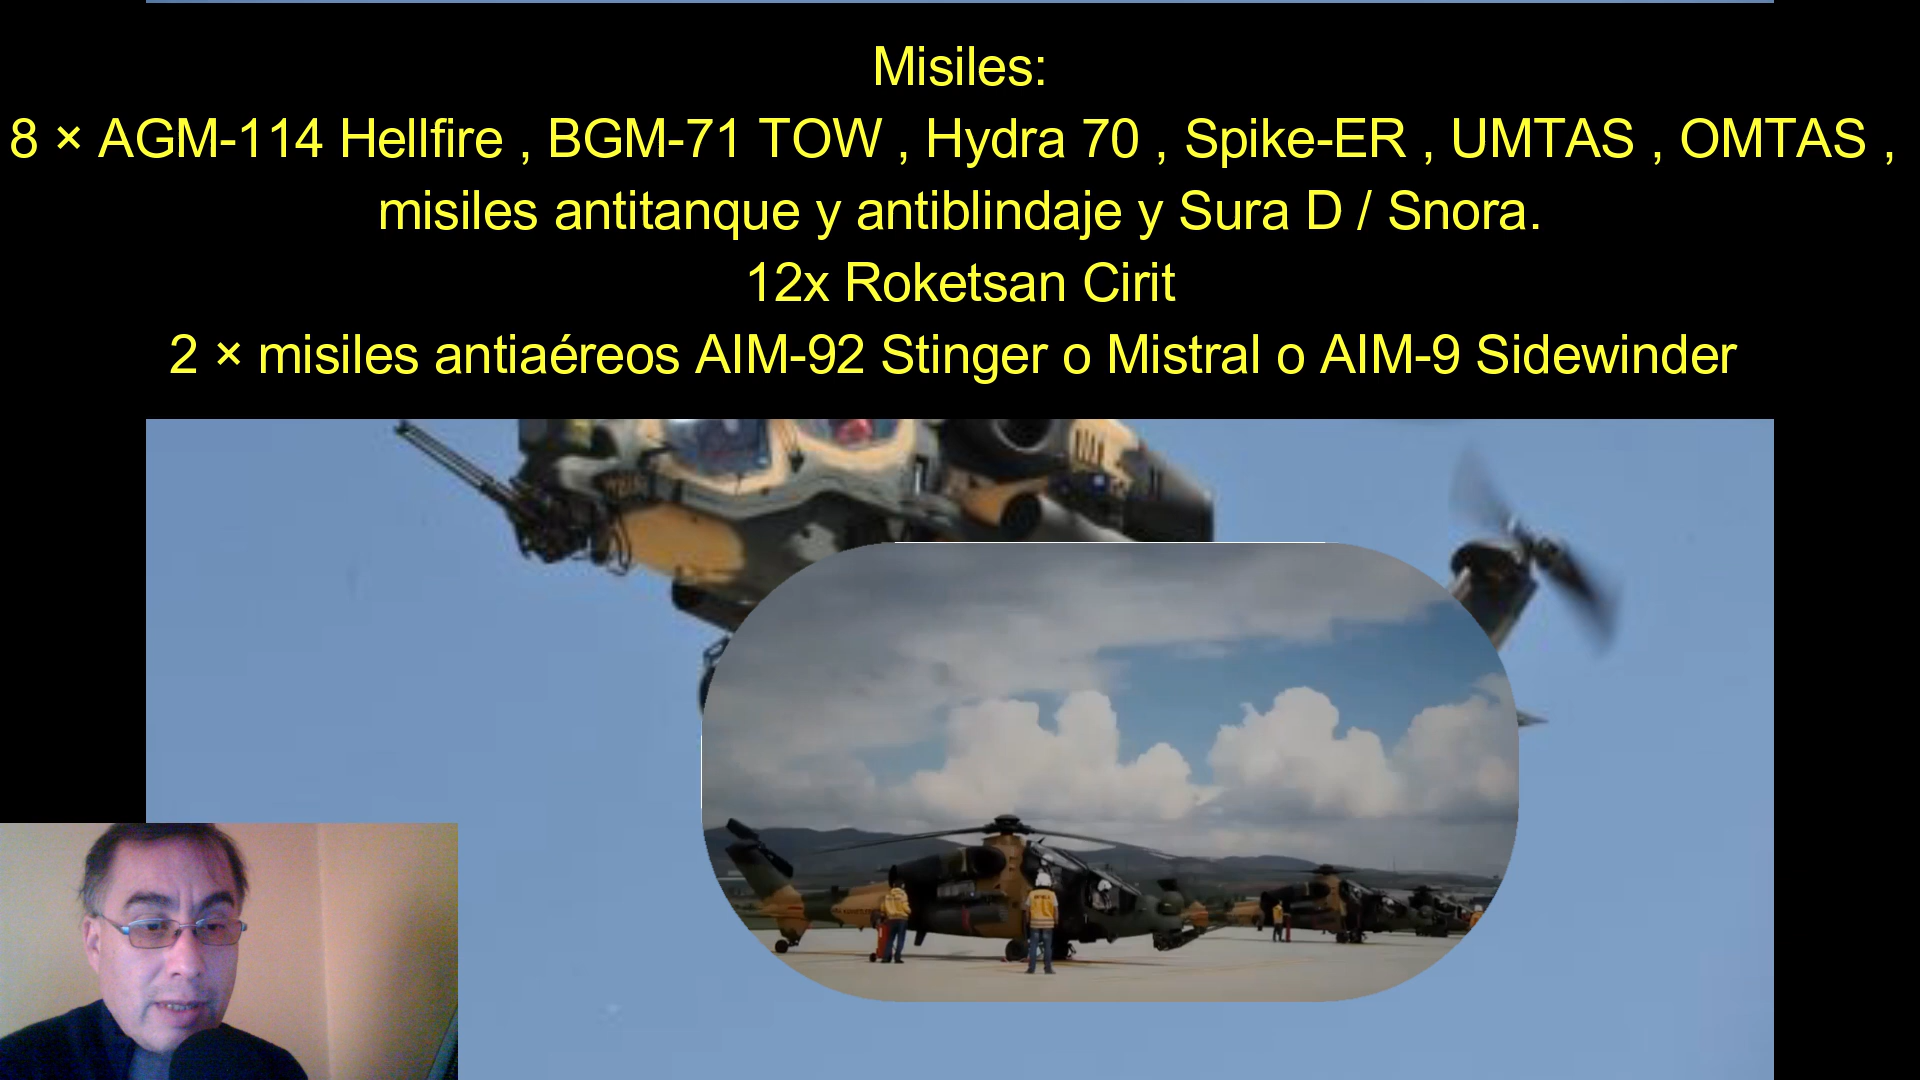 Misiles:
8 × AGM-114 Hellfire , BGM-71 TOW , Hydra 70 , Spike-ER , UMTAS , OMTAS ,
misiles antitanque y antiblindaje y Sura D / Snora.
12x Roketsan Cirit
2 × misiles antiaéreos AIM-92 Stinger o Mistral o AIM-9 Sidewinder